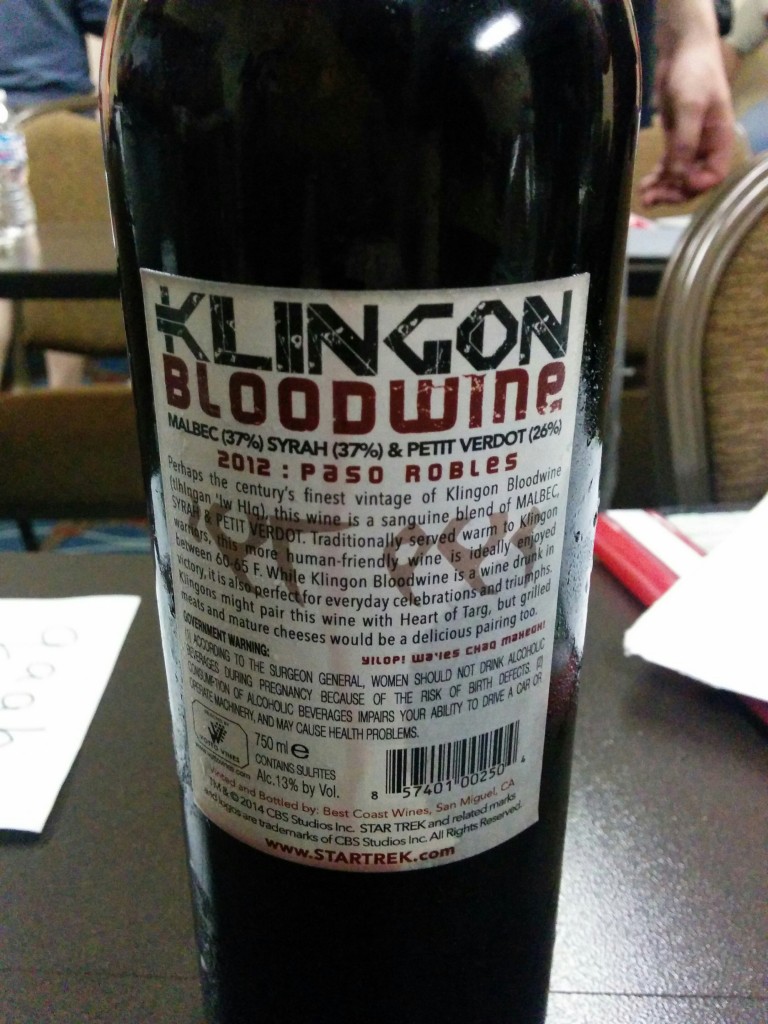 KLINGON
BLOODWINE
MALBEC (37%) SYRAH (37%) & PETIT VERDOT (26%)
2012 : PASO ROBLES
Perhaps the century's finest vintage of Klingon Bloodwine
(tlhIngan 'Iw HIq), this wine is a sanguine blend of MALBEC,
SYRAH & PETIT VERDOT. Traditionally served warm to Klingon
warriors, this more human-friendly wine is ideally enjoyed
between 60-65 F. While Klingon Bloodwine is a wine drunk in
victory, it is also perfect for everyday celebrations and triumphs.
Klingons might pair this wine with Heart of Targ, but grilled
meats and mature cheeses would be a delicious pairing too.
GOVERNMENT WARNING:
(1) ACCORDING TO THE SURGEON GENERAL, WOMEN SHOULD NOT DRINK ALCOHOLIC
BEVERAGES DURING PREGNANCY BECAUSE OF THE RISK OF BIRTH DEFECTS. (2)
CONSUMPTION OF ALCOHOLIC BEVERAGES IMPAIRS YOUR ABILITY TO DRIVE A CAR OR
OPERATE MACHINERY, AND MAY CAUSE HEALTH PROBLEMS.
VINES
750 ml e
CONTAINS SULFITES
Alc.13% by Vol.
8 57401 00250 4
Vinted and Bottled by: Best Coast Wines, San Miguel, CA
TM & © 2014 CBS Studios Inc. STAR TREK and related marks
and logos are trademarks of CBS Studios Inc. All Rights Reserved.
www.STARTREK.com